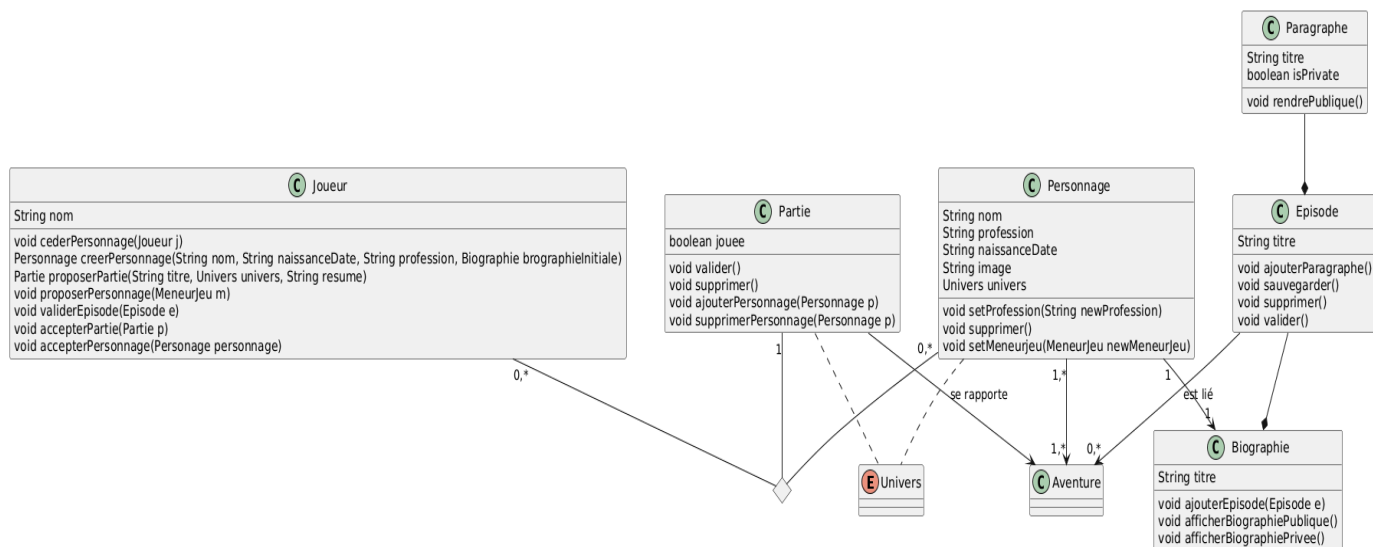 C Paragraphe
String titre
boolean isPrivate
void rendrePublique()
C Joueur
String nom
void cederPersonnage(Joueur j)
Personnage creerPersonnage(String nom, String naissanceDate, String profession, Biographie brographieInitiale)
Partie proposerPartie(String titre, Univers univers, String resume)
void proposerPersonnage(MeneurJeu m)
void validerEpisode(Episode e)
void accepterPartie(Partie p)
void accepterPersonnage(Personage personnage)
C Partie
boolean jouee
void valider()
void supprimer()
void ajouterPersonnage(Personnage p)
void supprimerPersonnage(Personnage p)
C Personnage
String nom
String profession
String naissanceDate
String image
Univers univers
void setProfession(String newProfession)
void supprimer()
void setMeneurjeu(MeneurJeu newMeneurJeu)
C Episode
String titre
void ajouterParagraphe()
void sauvegarder()
void supprimer()
void valider()
0,*
1
0,*
se rapporte
1,*
1
est lié
1
1,*
0,*
E Univers
C Aventure
C Biographie
String titre
void ajouterEpisode(Episode e)
void afficherBiographiePublique()
void afficherBiographiePrivee()